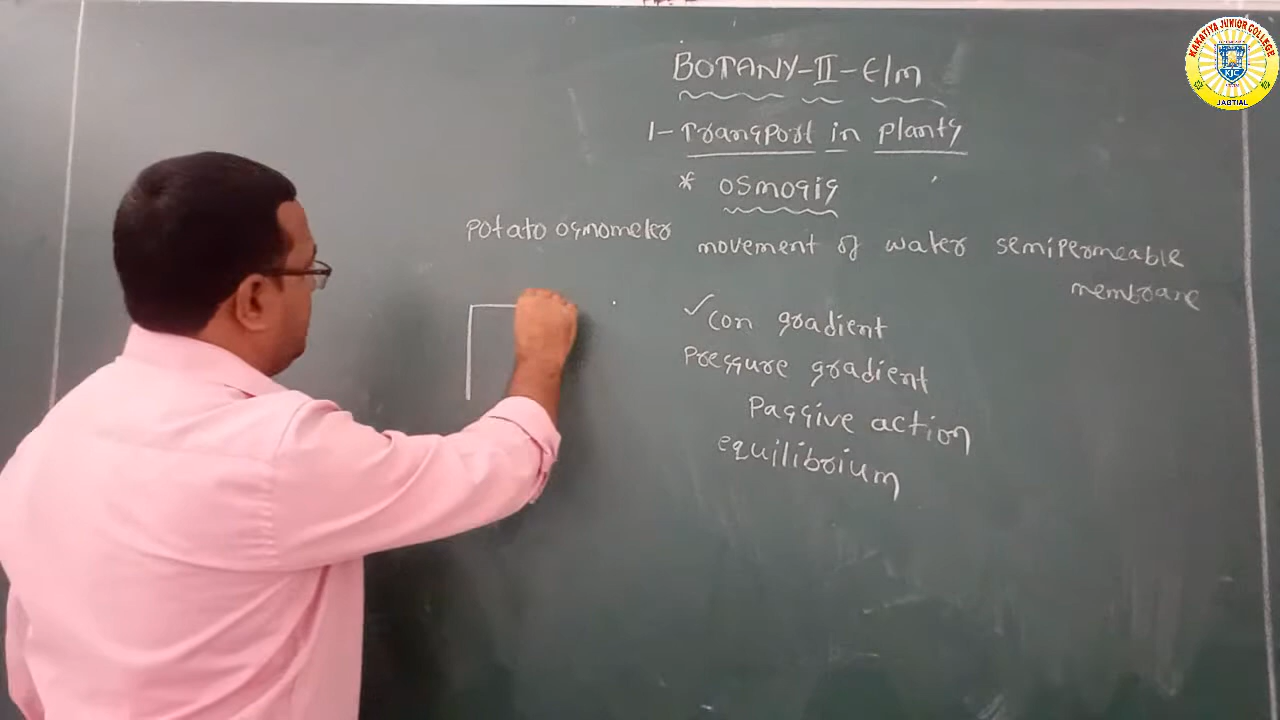 BOTANY-II-E/M
1- Transport in plants
* osmosis
potato osmometer
movement of water semipermeable
membrane
✓con gradient
pressure gradient
passive action
equilibrium
KAKATIYA JUNIOR COLLEGE
KJC
JAGTIAL